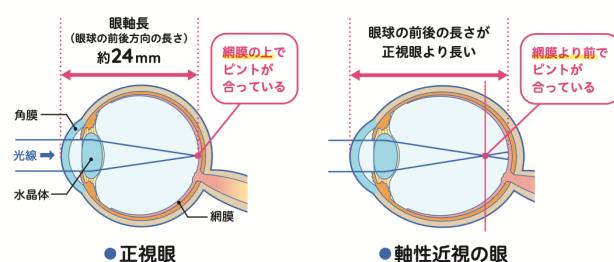 眼軸長
(眼球の前後方向の長さ)
約24mm
網膜の上で
ピントが
合っている
角膜
光線
水晶体
網膜
正視眼
眼球の前後の長さが
正視眼より長い
網膜より前で
ピントが
合っている
軸性近視の眼